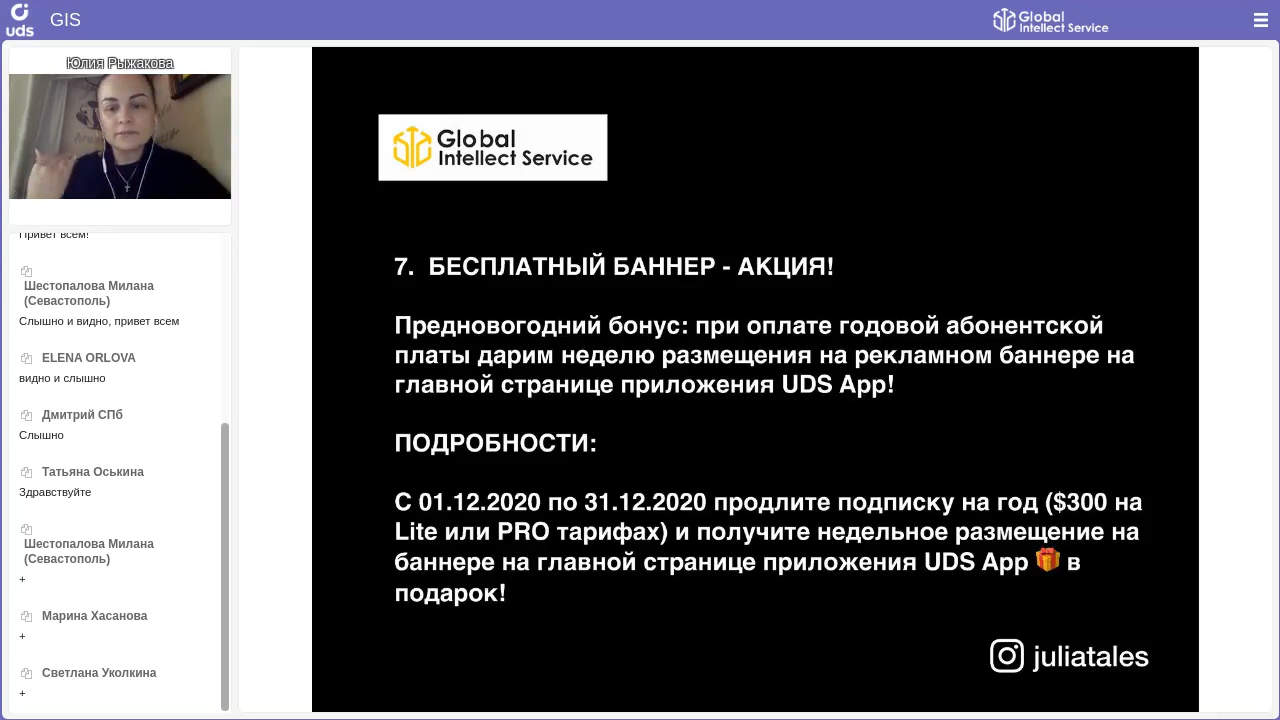 uds
GIS
Global
Intellect Service
Юлия Рыжакова
Привет всем!
Шестопалова Милана
(Севастополь)
Слышно и видно, привет всем
ELENA ORLOVA
видно и слышно
Дмитрий СПб
Слышно
Татьяна Оськина
Здравствуйте
Шестопалова Милана
(Севастополь)
+
Марина Хасанова
+
Светлана Уколкина
+
Global
Intellect Service
7. БЕСПЛАТНЫЙ БАННЕР - АКЦИЯ!
Предновогодний бонус: при оплате годовой абонентской
платы дарим неделю размещения на рекламном баннере на
главной странице приложения UDS App!
ПОДРОБНОСТИ:
С 01.12.2020 по 31.12.2020 продлите подписку на год ($300 на
Lite или PRO тарифах) и получите недельное размещение на
баннере на главной странице приложения UDS App 🎁 в
подарок!
juliatales